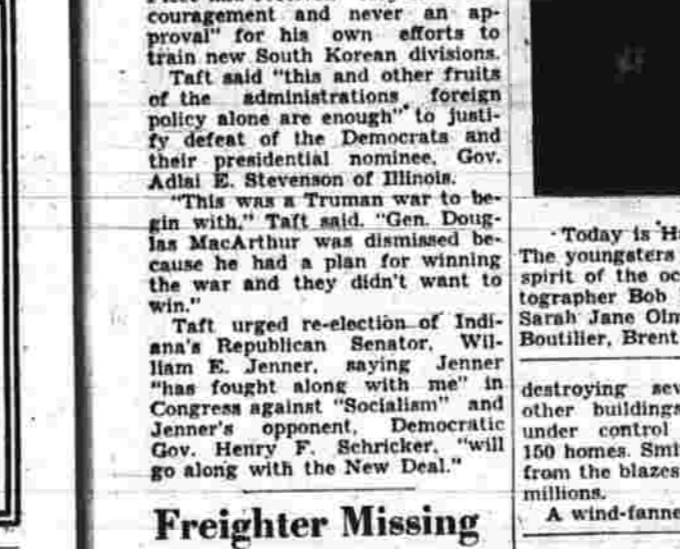 couragement and never an ap-
proval" for his own efforts to
train new South Korean divisions.
Taft said "this and other fruits
of the administrations foreign
policy alone are enough" to justi-
fy defeat of the Democrats and
their presidential nominee, Gov.
Adlai E. Stevenson of Illinois.
"This was a Truman war to be-
gin with," Taft said. "Gen. Doug-
las MacArthur was dismissed be-
cause he had a plan for winning
the war and they didn't want to
win."
Taft urged re-election of Indi-
ana's Republican Senator, Wil-
liam E. Jenner, saying Jenner
"has fought along with me" in
Congress against "Socialism" and
Jenner's opponent, Democratic
Gov. Henry F. Schricker, "will
go along with the New Deal."
Freighter Missing
Today is
The youngsters
spirit of the
tographer Bob
Sarah Jane
Boutilier, Brent
destroying
other buildings
under control
150 homes.
from the blazes
millions.
A